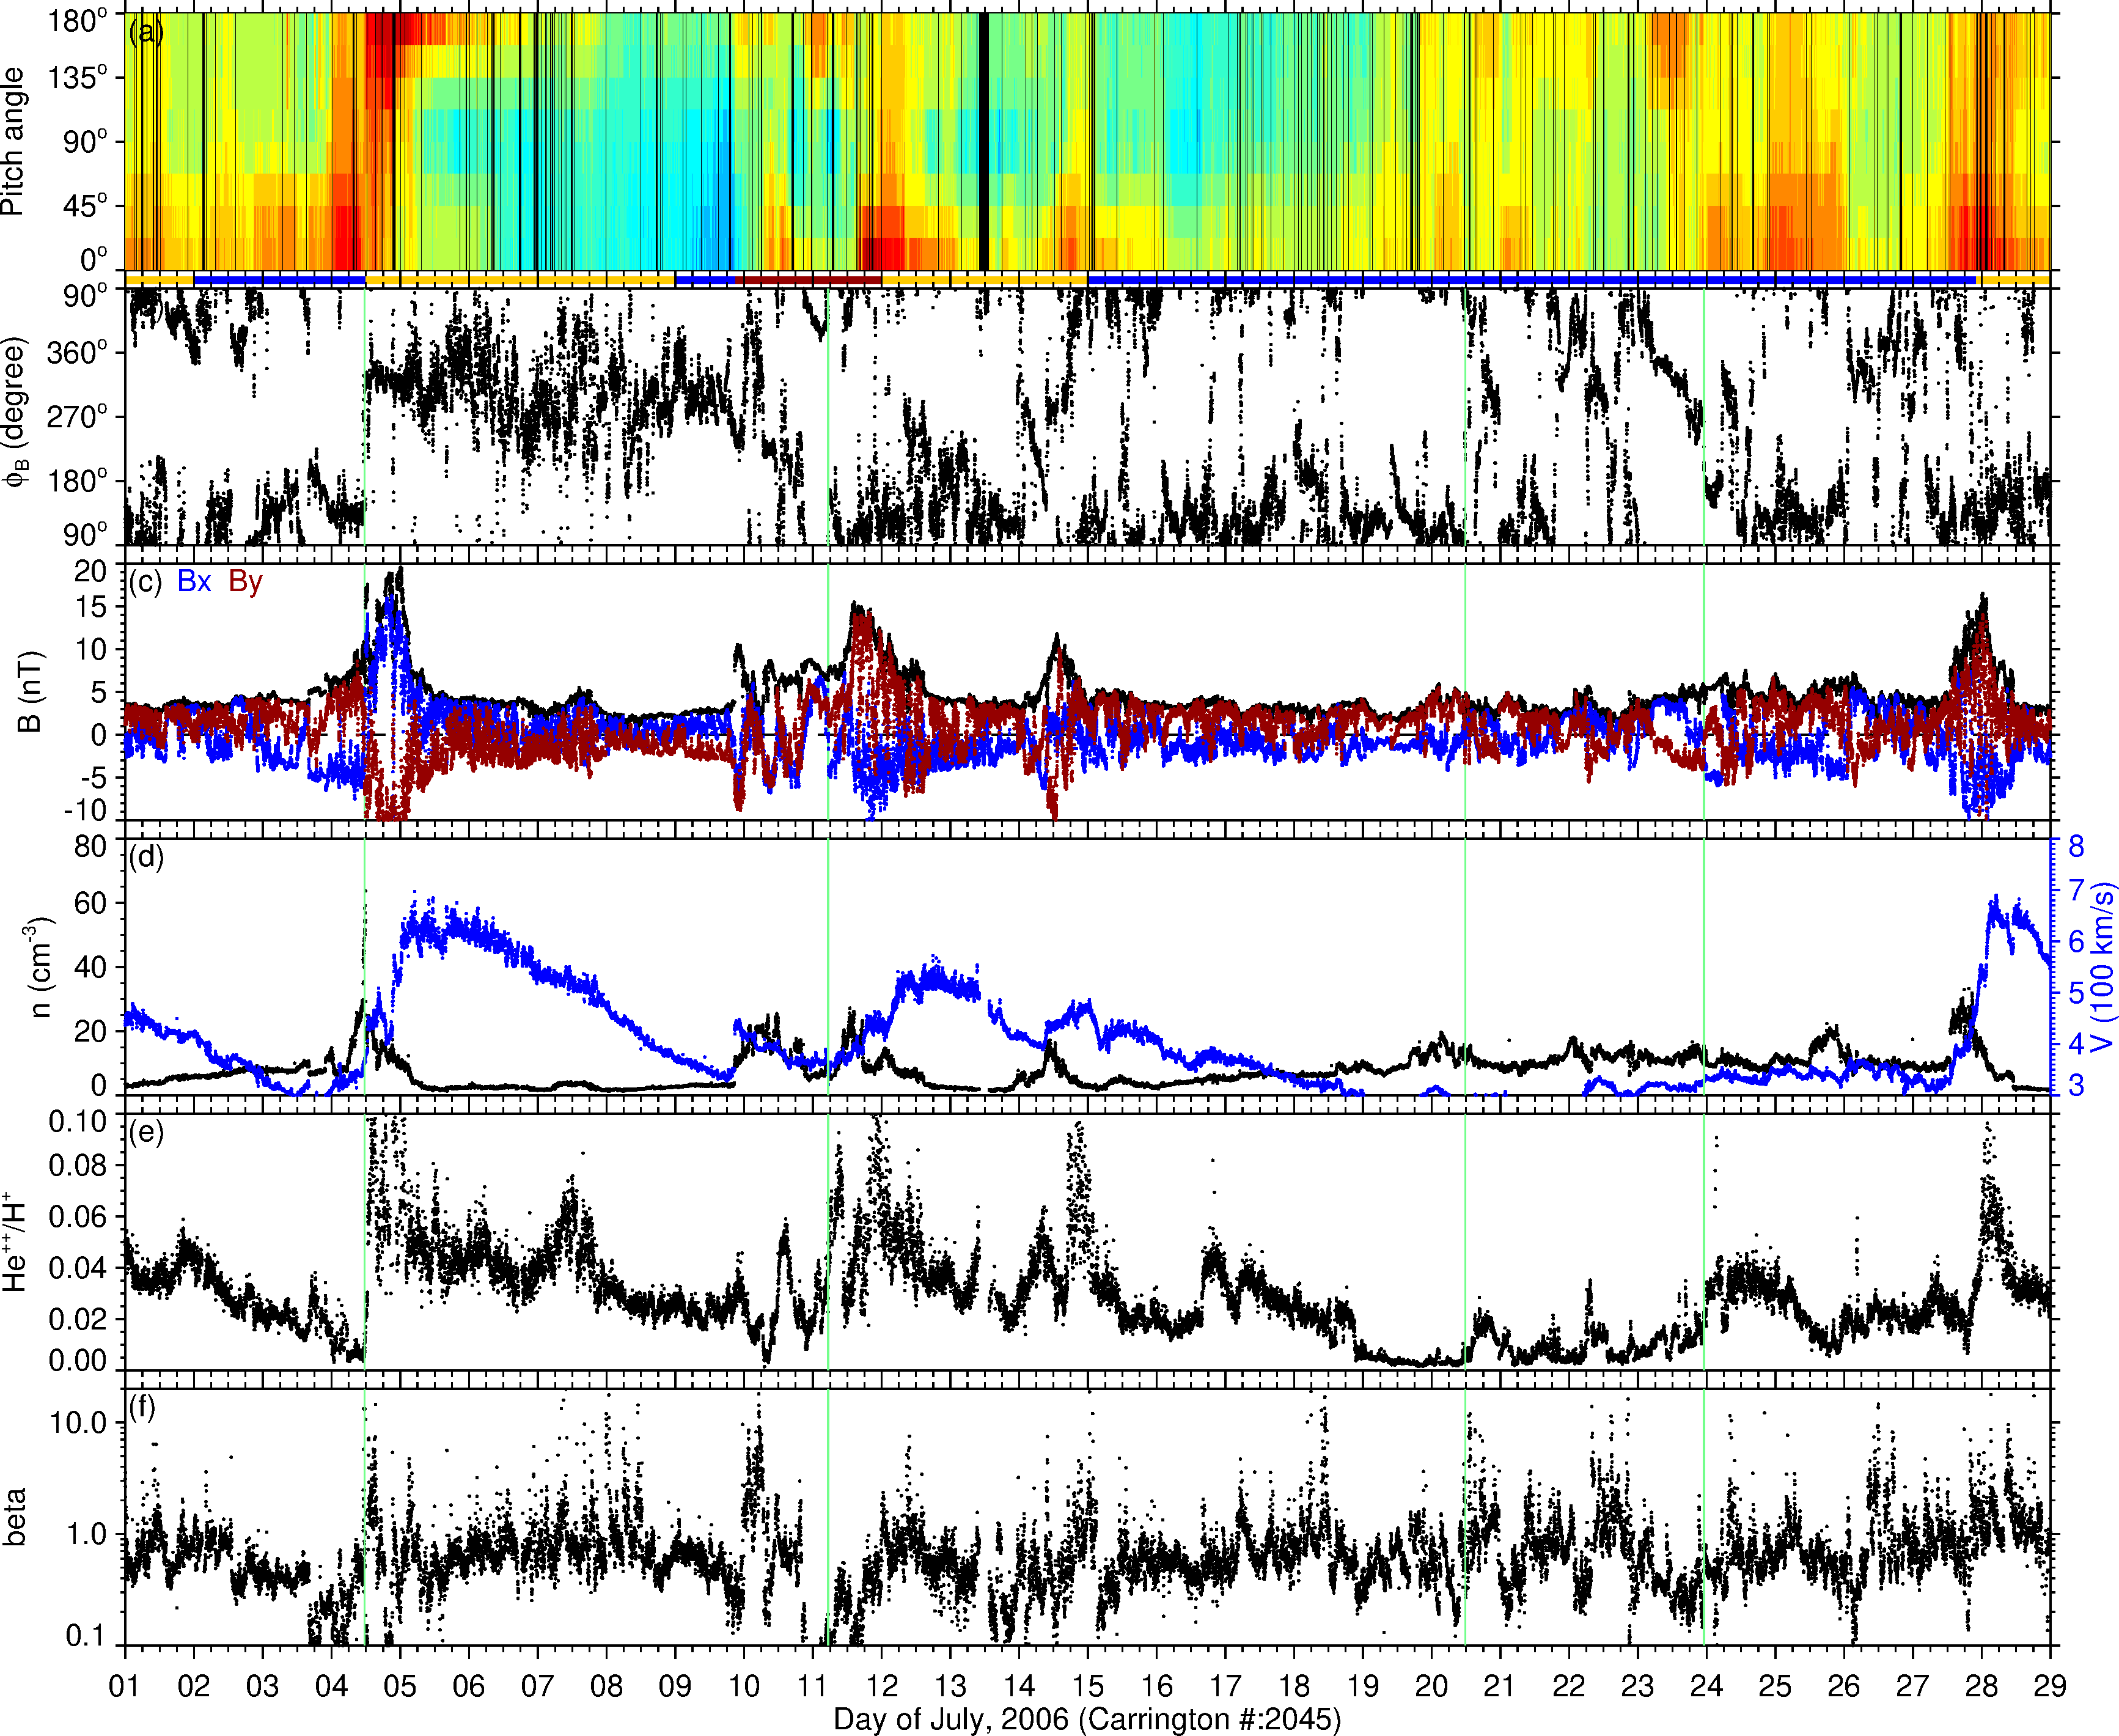 (a)
180°
135°
90°
45°
0°
Pitch angle
90°
360°
270°
180°
90°
ϕB (degree)
(c) Bx By
20
15
10
5
0
-5
-10
B (nT)
(d)
80
60
40
20
0
n (cm-3)
8
7
6
5
4
3
V (100 km/s)
(e)
0.10
0.08
0.06
0.04
0.02
0.00
He++/H+
(f)
10.0
1.0
0.1
beta
01 02 03 04 05 06 07 08 09 10 11 12 13 14 15 16 17 18 19 20 21 22 23 24 25 26 27 28 29
Day of July, 2006 (Carrington #:2045)